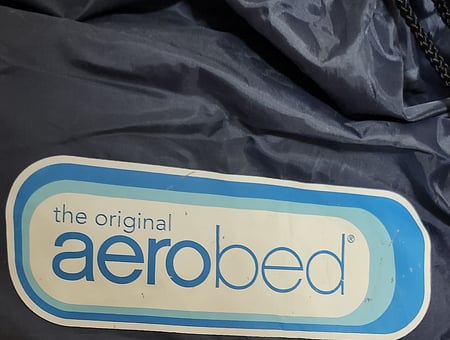 the original
aerobed®